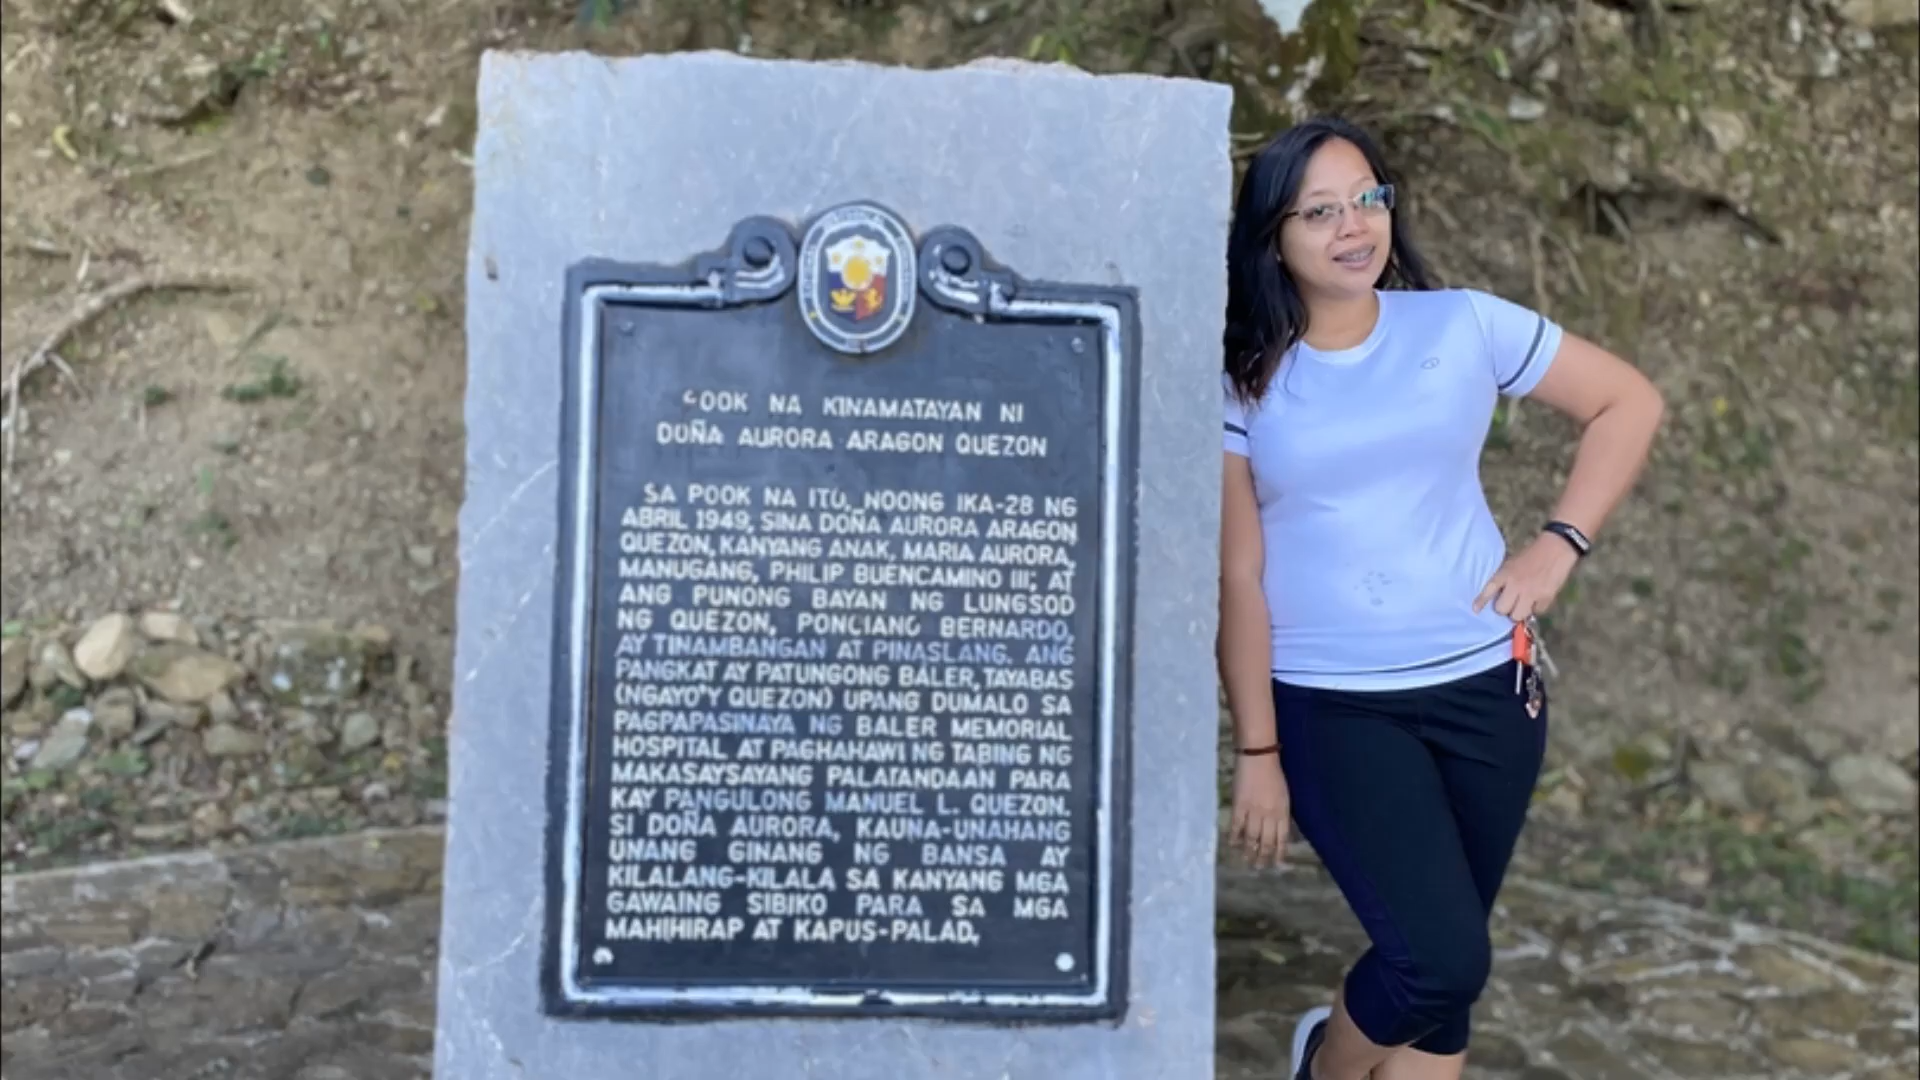 POOK NA KINAMATAYAN NI
DOÑA AURORA ARAGON QUEZON
SA POOK NA ITO, NOONG IKA-28 NG
ABRIL 1949, SINA DOÑA AURORA ARAGON
QUEZON, KANYANG ANAK, MARIA AURORA,
MANUGANG, PHILIP BUENCAMINO III; AT
ANG PUNONG BAYAN NG LUNGSOD
NG QUEZON, PONCIANO BERNARDO,
AY TINAMBANGAN AT PINASLANG. ANG
PANGKAT AY PATUNGONG BALER, TAYABAS
(NGAYO'Y QUEZON) UPANG DUMALO SA
PAGPAPASINAYA NG BALER MEMORIAL
HOSPITAL AT PAGHAHAWI NG TABING NG
MAKASAYSAYANG PALATANDAAN PARA
KAY PANGULONG MANUEL L. QUEZON.
SI DOÑA AURORA, KAUNA-UNAHANG
UNANG GINANG NG BANSA AY
KILALANG-KILALA SA KANYANG MGA
GAWAING SIBIKO PARA SA MGA
MAHIHIRAP AT KAPUS-PALAD.